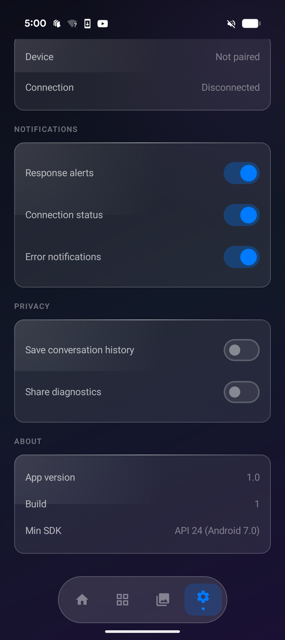 5:00
Device Not paired
Connection Disconnected
NOTIFICATIONS
Response alerts
Connection status
Error notifications
PRIVACY
Save conversation history
Share diagnostics
ABOUT
App version 1.0
Build 1
Min SDK API 24 (Android 7.0)